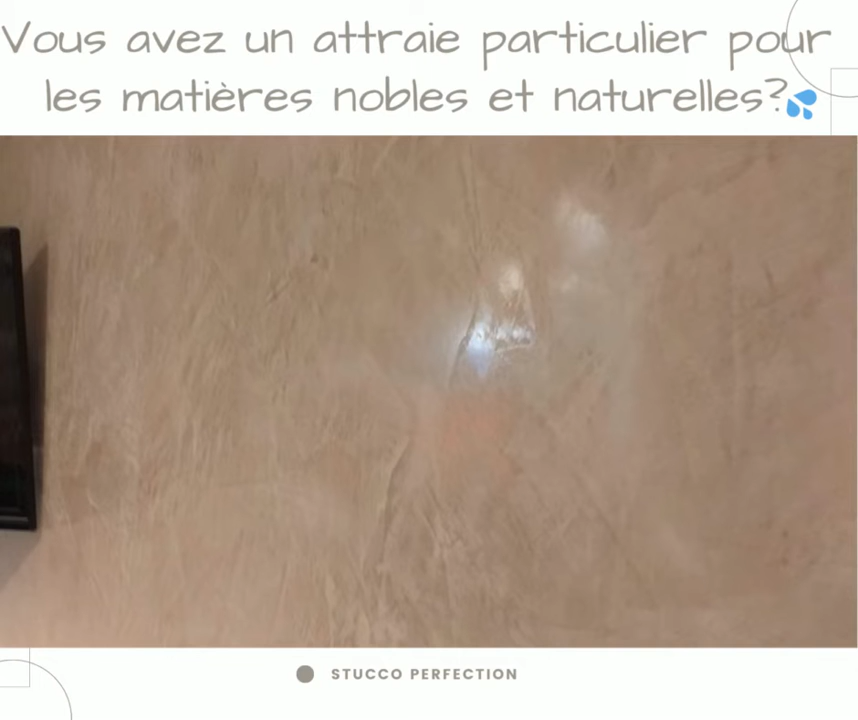 Vous avez un attraie particulier pour
les matières nobles et naturelles?💦
STUCCO PERFECTION